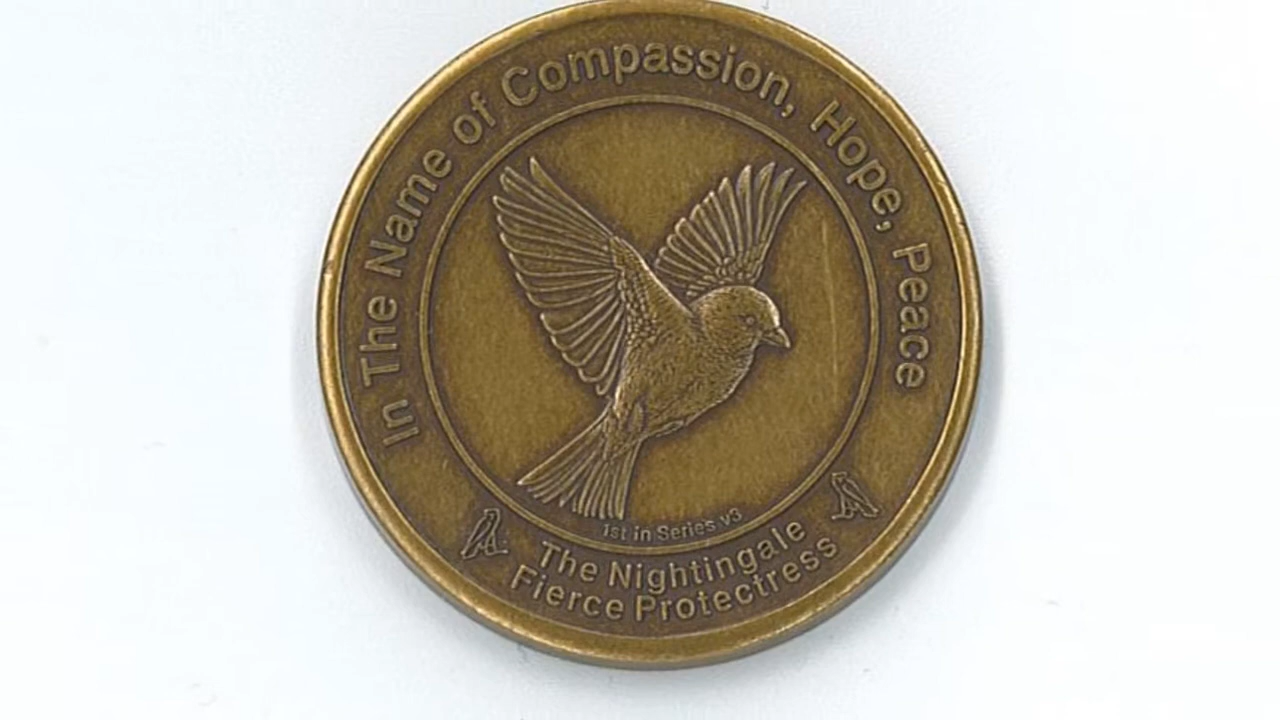 In The Name of Compassion, Hope, Peace
1st in Series v3
The Nightingale
Fierce Protectress